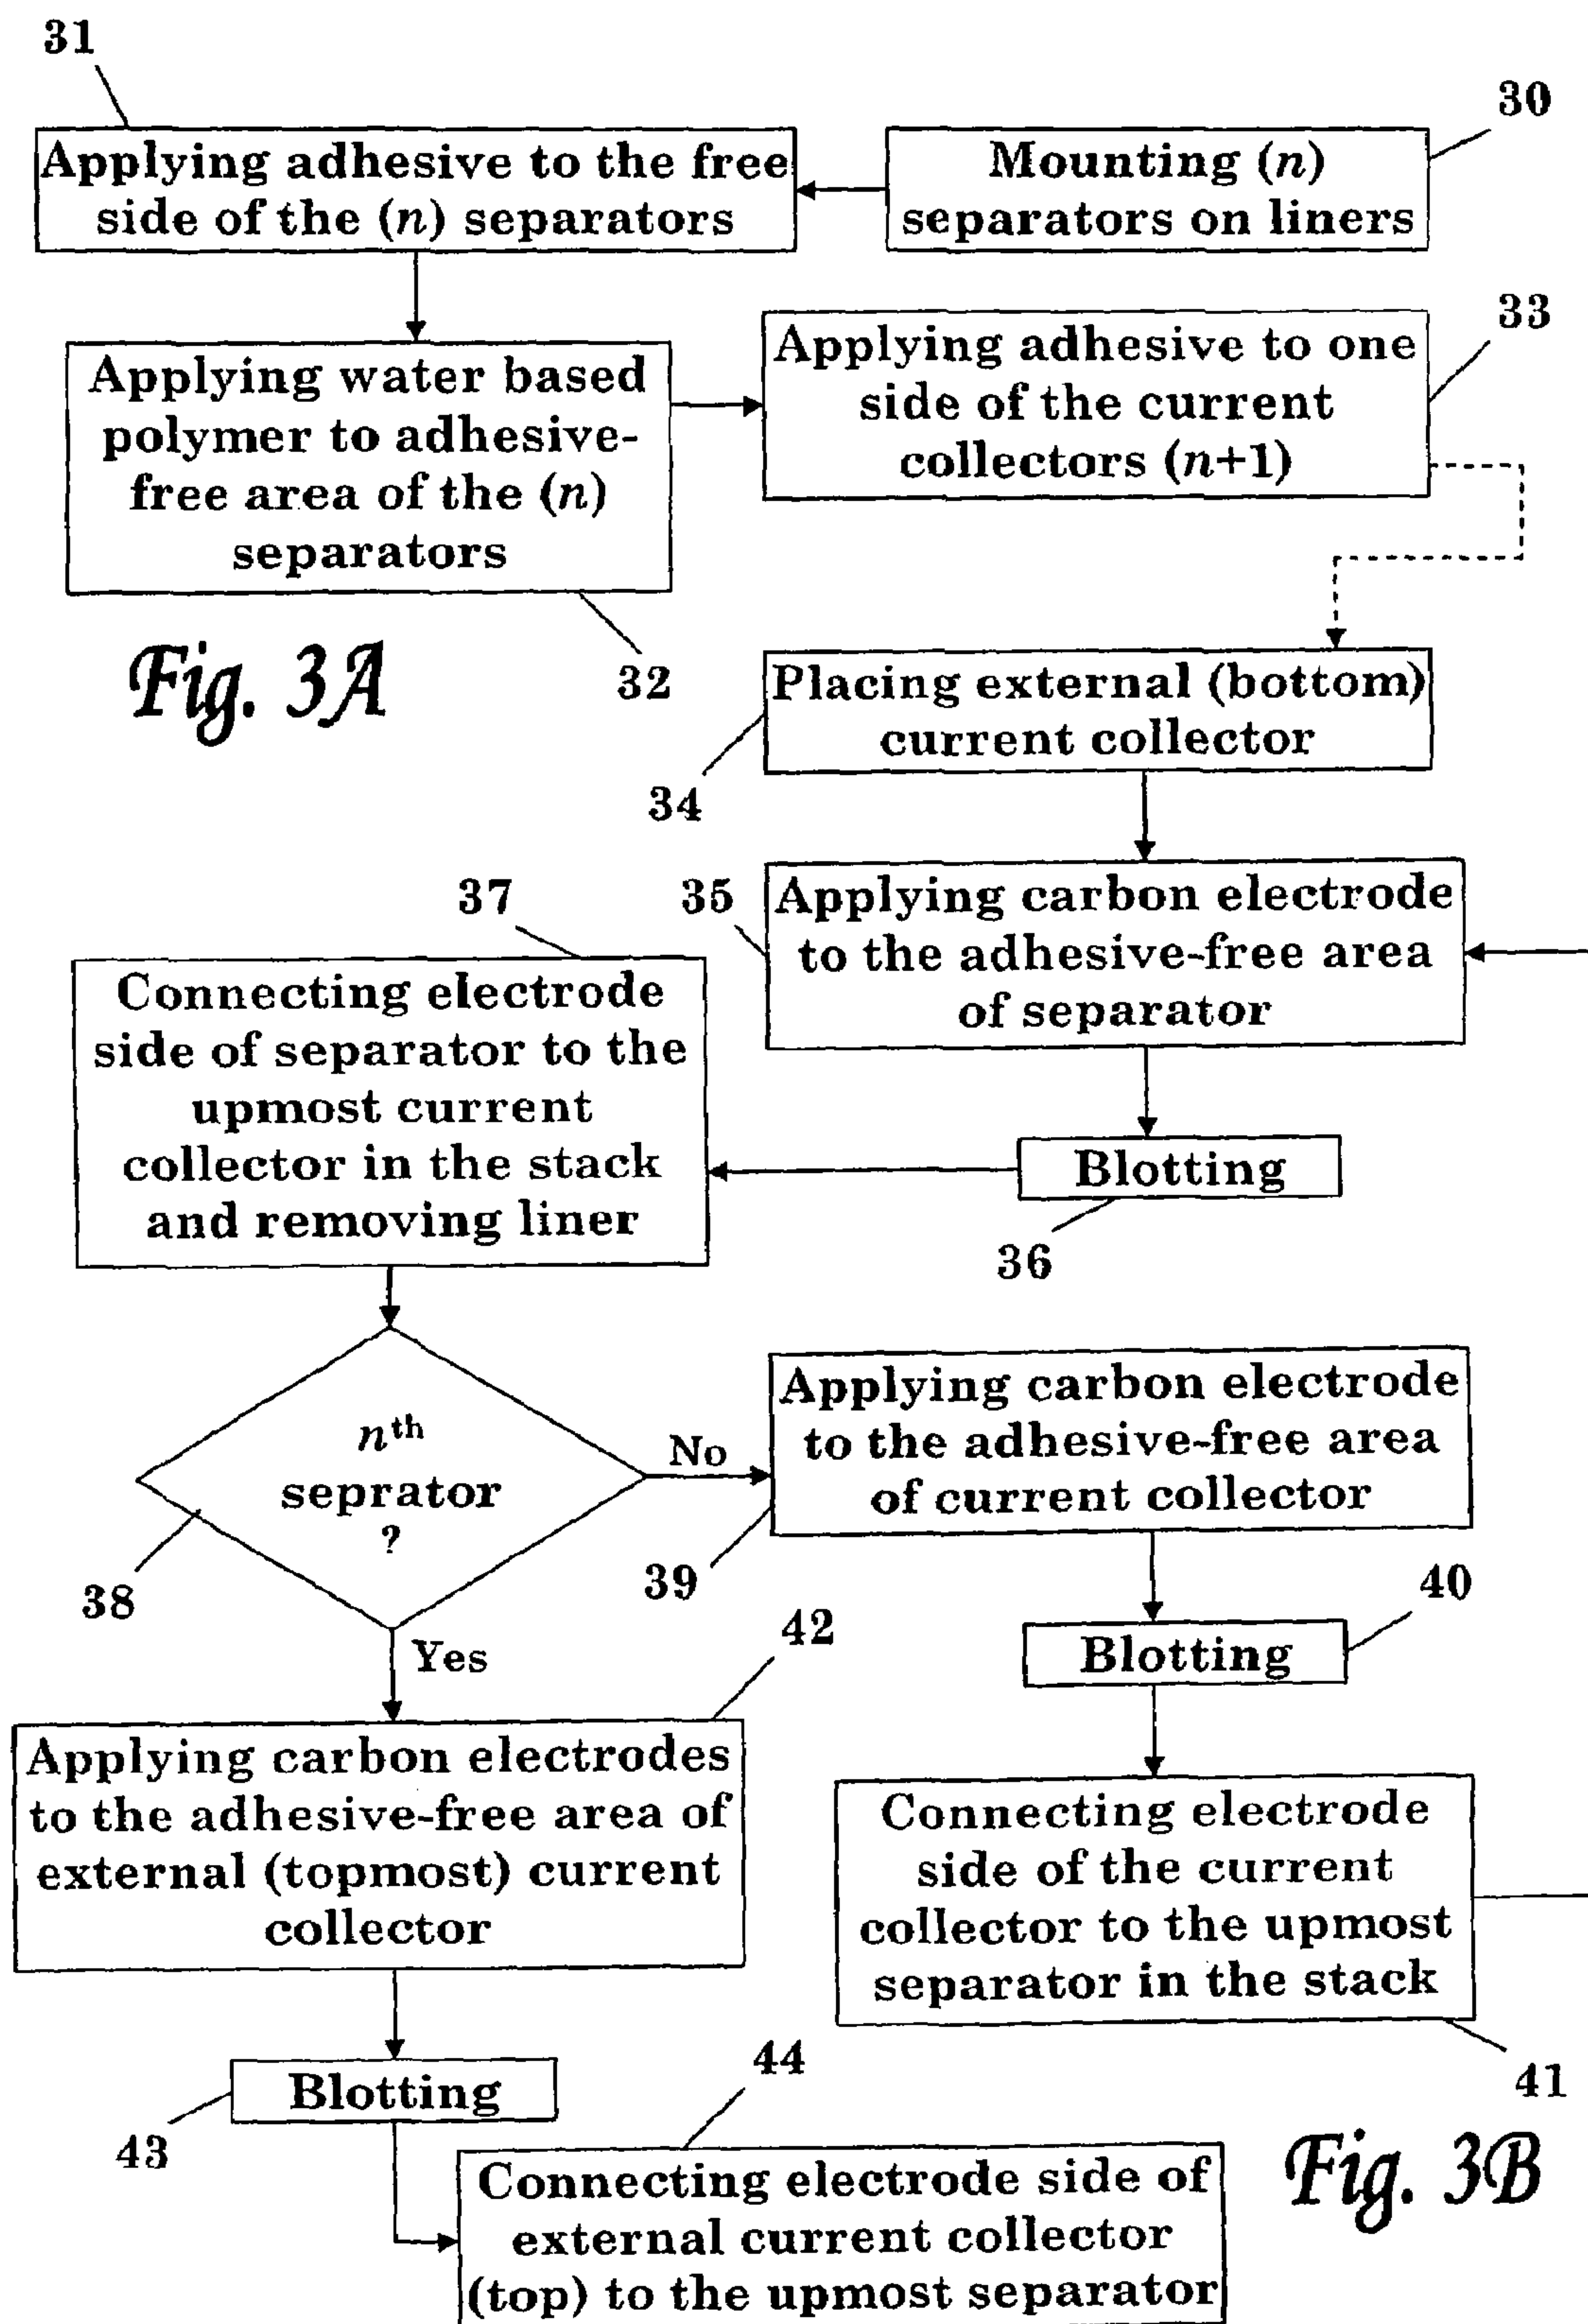 31
30
Applying adhesive to the free
side of the (n) separators
Mounting (n)
separators on liners
33
Applying water based
polymer to adhesive-
free area of the (n)
separators
Applying adhesive to one
side of the current
collectors (n+1)
32
Fig. 3A
Placing external (bottom)
current collector
34
37
35
Applying carbon electrode
to the adhesive-free area
of separator
Connecting electrode
side of separator to the
upmost current
collector in the stack
and removing liner
Blotting
36
nth
seprator
?
No
38
Yes
Applying carbon electrode
to the adhesive-free area
of current collector
39
40
Blotting
42
Applying carbon electrodes
to the adhesive-free area of
external (topmost) current
collector
Connecting electrode
side of the current
collector to the upmost
separator in the stack
41
Blotting
43
44
Connecting electrode side of
external current collector
(top) to the upmost separator
Fig. 3B